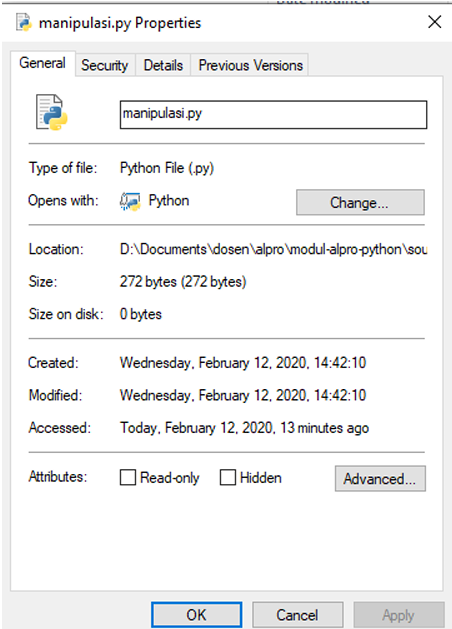 Date modified
manipulasi.py Properties
General Security Details Previous Versions
manipulasi.py
Type of file: Python File (.py)
Opens with: Python Change...
Location: D:\Documents\dosen\alpro\modul-alpro-python\sou
Size: 272 bytes (272 bytes)
Size on disk: 0 bytes
Created: Wednesday, February 12, 2020, 14:42:10
Modified: Wednesday, February 12, 2020, 14:42:10
Accessed: Today, February 12, 2020, 13 minutes ago
Attributes: Read-only Hidden Advanced...
OK Cancel Apply